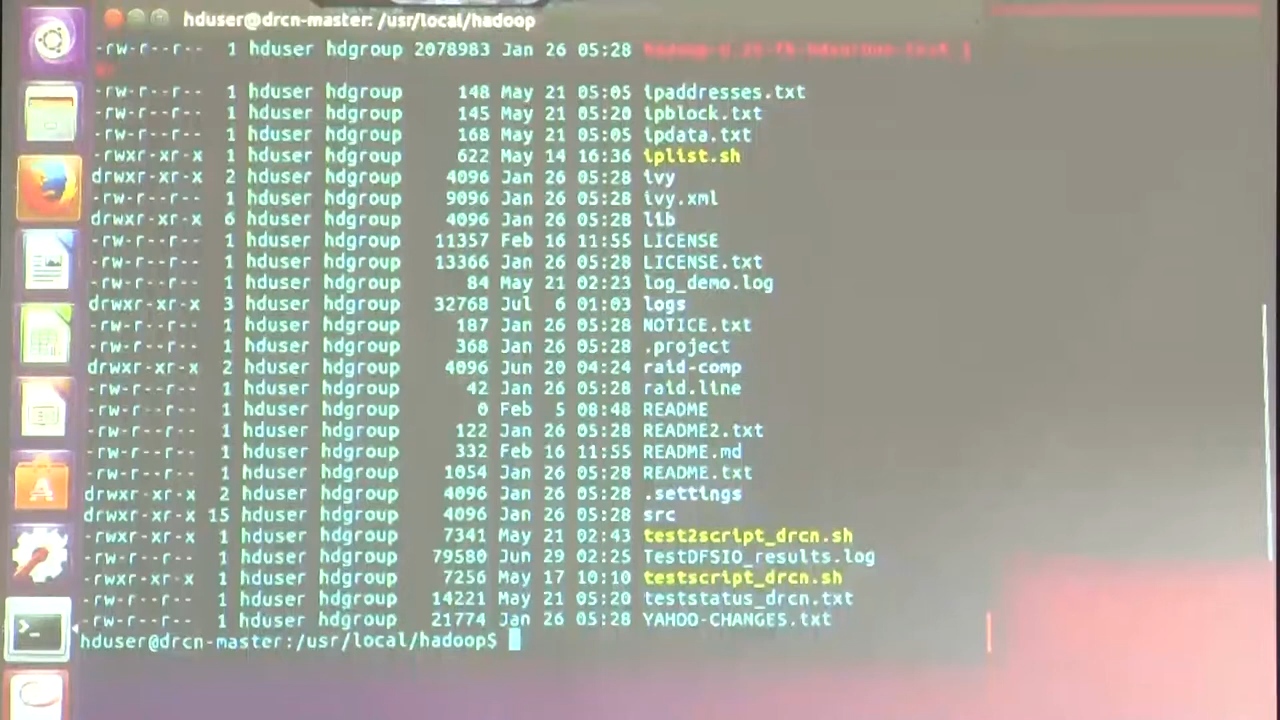 hduser@drcn-master: /usr/local/hadoop
-rw-r--r-- 1 hduser hdgroup 2078983 Jan 26 05:28
-rw-r--r-- 1 hduser hdgroup 148 May 21 05:05 ipaddresses.txt
-rw-r--r-- 1 hduser hdgroup 145 May 21 05:20 ipblock.txt
-rw-r--r-- 1 hduser hdgroup 168 May 21 05:05 ipdata.txt
-rwxr-xr-x 1 hduser hdgroup 622 May 14 16:36 iplist.sh
drwxr-xr-x 2 hduser hdgroup 4096 Jan 26 05:28 ivy
-rw-r--r-- 1 hduser hdgroup 9096 Jan 26 05:28 ivy.xml
drwxr-xr-x 6 hduser hdgroup 4096 Jan 26 05:28 lib
-rw-r--r-- 1 hduser hdgroup 11357 Feb 16 11:55 LICENSE
-rw-r--r-- 1 hduser hdgroup 13366 Jan 26 05:28 LICENSE.txt
-rw-r--r-- 1 hduser hdgroup 84 May 21 02:23 log_demo.log
drwxr-xr-x 3 hduser hdgroup 32768 Jul 6 01:03 logs
-rw-r--r-- 1 hduser hdgroup 187 Jan 26 05:28 NOTICE.txt
-rw-r--r-- 1 hduser hdgroup 368 Jan 26 05:28 .project
drwxr-xr-x 2 hduser hdgroup 4096 Jun 20 04:24 raid-comp
-rw-r--r-- 1 hduser hdgroup 42 Jan 26 05:28 raid.line
-rw-r--r-- 1 hduser hdgroup 0 Feb 5 08:48 README
-rw-r--r-- 1 hduser hdgroup 122 Jan 26 05:28 README2.txt
-rw-r--r-- 1 hduser hdgroup 332 Feb 16 11:55 README.md
-rw-r--r-- 1 hduser hdgroup 1054 Jan 26 05:28 README.txt
drwxr-xr-x 2 hduser hdgroup 4096 Jan 26 05:28 .settings
drwxr-xr-x 15 hduser hdgroup 4096 Jan 26 05:28 src
-rwxr-xr-x 1 hduser hdgroup 7341 May 21 02:43 test2script_drcn.sh
-rw-r--r-- 1 hduser hdgroup 79580 Jun 29 02:25 TestDFSIO_results.log
-rwxr-xr-x 1 hduser hdgroup 7256 May 17 10:10 testscript_drcn.sh
-rw-r--r-- 1 hduser hdgroup 14221 May 21 05:20 teststatus_drcn.txt
-rw-r--r-- 1 hduser hdgroup 21774 Jan 26 05:28 YAHOO-CHANGES.txt
hduser@drcn-master:/usr/local/hadoop$